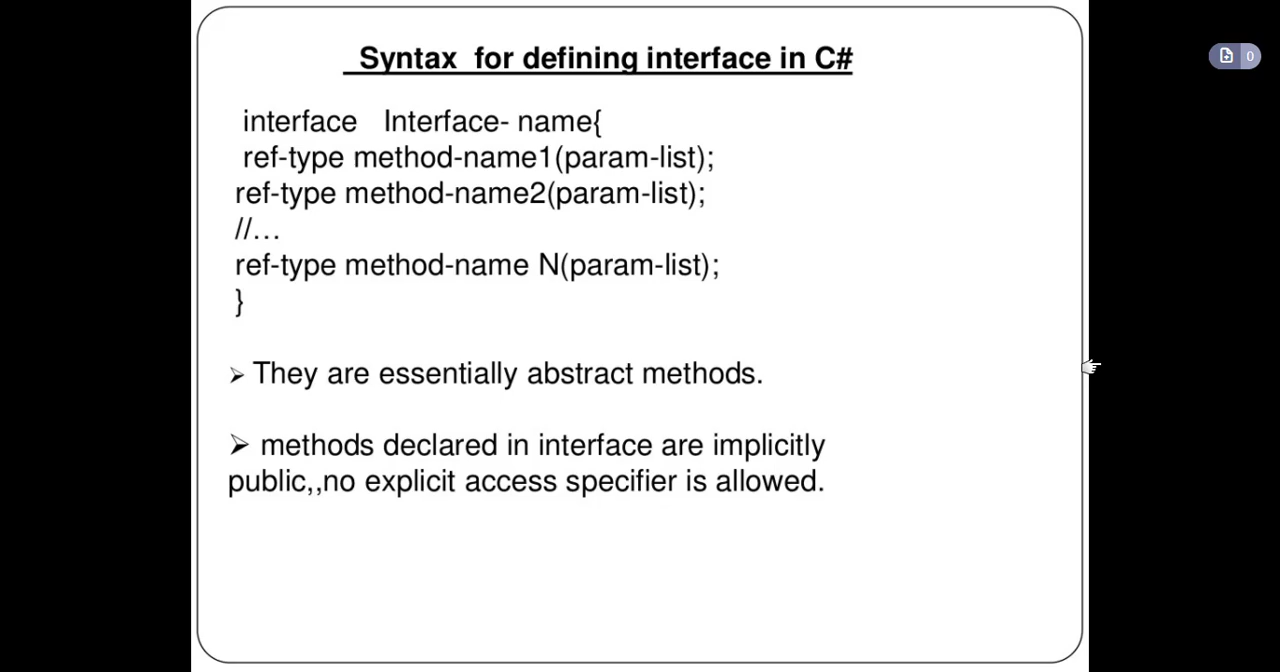 Syntax for defining interface in C#
interface Interface- name{
ref-type method-name1(param-list);
ref-type method-name2(param-list);
//…
ref-type method-name N(param-list);
}
➢ They are essentially abstract methods.
➢ methods declared in interface are implicitly
public,,no explicit access specifier is allowed.
0